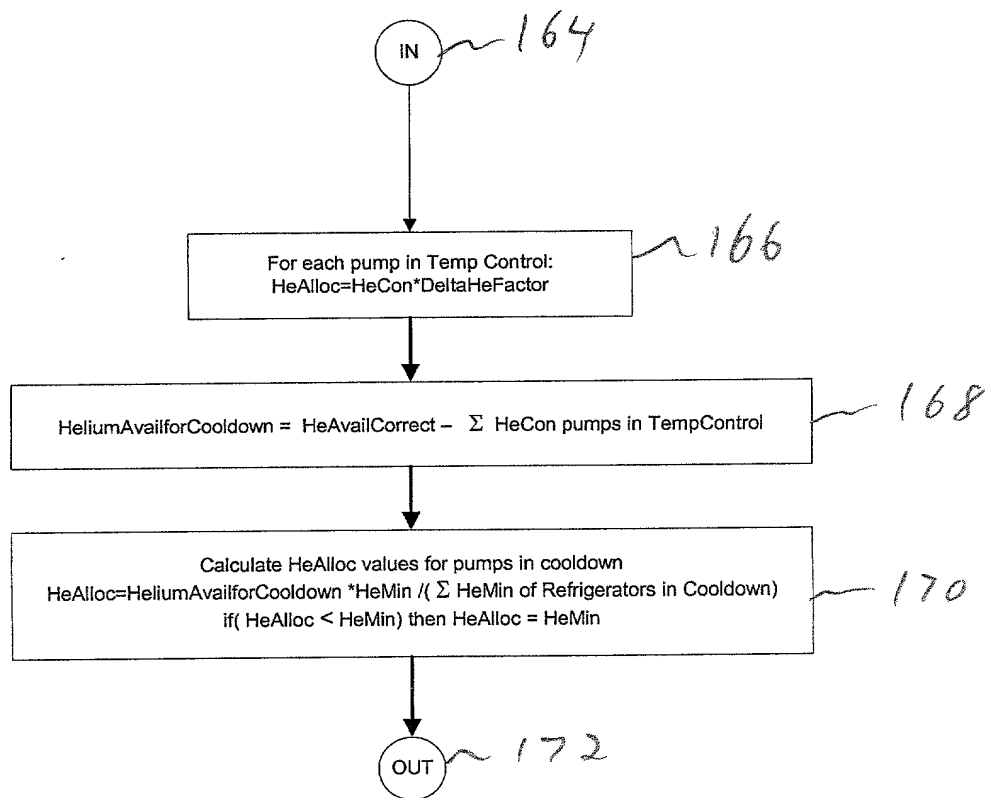 IN
164
For each pump in Temp Control:
HeAlloc=HeCon*DeltaHeFactor
166
HeliumAvailforCooldown = HeAvailCorrect – Σ HeCon pumps in TempControl
168
Calculate HeAlloc values for pumps in cooldown
HeAlloc=HeliumAvailforCooldown *HeMin /( Σ HeMin of Refrigerators in Cooldown)
if( HeAlloc < HeMin) then HeAlloc = HeMin
170
OUT
172